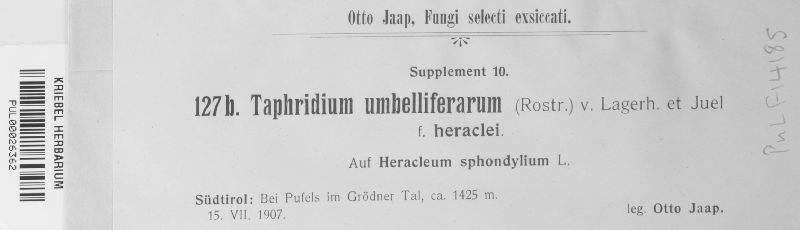 Otto Jaap, Fungi selecti exsiccati.
Supplement 10.
127b. Taphridium umbelliferarum (Rostr.) v. Lagerh. et Juel
f. heraclei.
Auf Heracleum sphondylium L.
Südtirol: Bei Pufels im Grödner Tal, ca. 1425 m.
15. VII. 1907.
leg. Otto Jaap.
KRIEBEL HERBARIUM
PUL00026362
PuL F14185